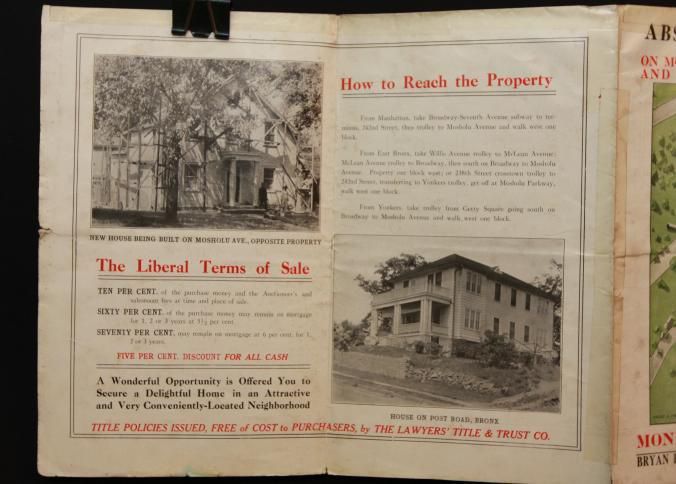 NEW HOUSE BEING BUILT ON MOSHOLU AVE., OPPOSITE PROPERTY
The Liberal Terms of Sale
TEN PER CENT. of the purchase money and the Auctioneer's and
salesroom fees at time and place of sale.
SIXTY PER CENT. of the purchase money may remain on mortgage
for 1, 2 or 3 years at 5½ per cent.
SEVENTY PER CENT. may remain on mortgage at 6 per cent. for 1,
2 or 3 years.
FIVE PER CENT. DISCOUNT FOR ALL CASH
A Wonderful Opportunity is Offered You to
Secure a Delightful Home in an Attractive
and Very Conveniently-Located Neighborhood
How to Reach the Property
From Manhattan, take Broadway-Seventh Avenue subway to ter-
minus, 242nd Street, then trolley to Mosholu Avenue and walk west one
block.
From East Bronx, take Willis Avenue trolley to McLean Avenue;
McLean Avenue trolley to Broadway, then south on Broadway to Mosholu
Avenue. Property one block west; or 238th Street crosstown trolley to
242nd Street, transferring to Yonkers trolley, get off at Mosholu Parkway,
walk west one block.
From Yonkers, take trolley from Getty Square going south on
Broadway to Mosholu Avenue and walk west one block.
HOUSE ON POST ROAD, BRONX
TITLE POLICIES ISSUED, FREE of COST to PURCHASERS, by THE LAWYERS' TITLE & TRUST CO.
ABS
ON M
AND
MON
BRYAN